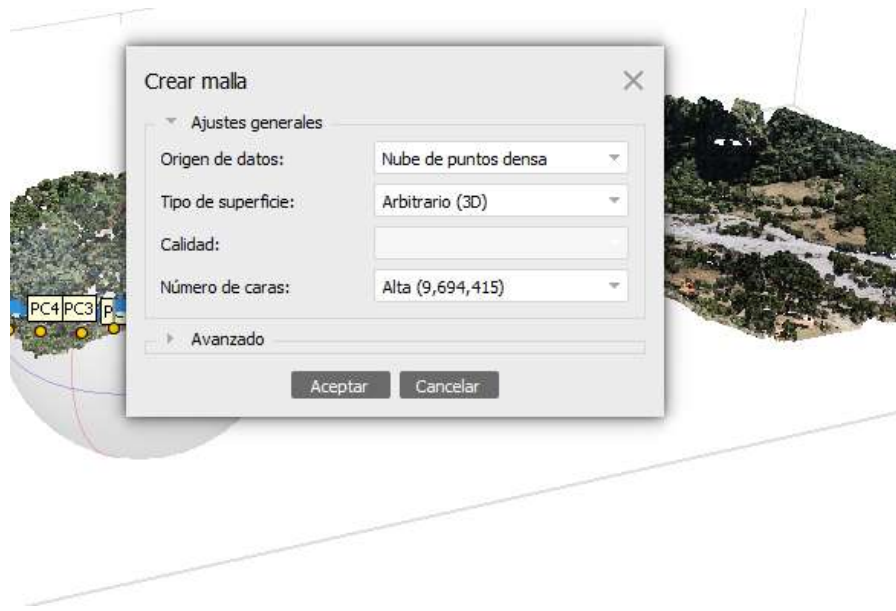 Crear malla
Ajustes generales
Origen de datos: Nube de puntos densa
Tipo de superficie: Arbitrario (3D)
Calidad:
Número de caras: Alta (9,694,415)
PC4 PC3 P
Avanzado
Aceptar Cancelar